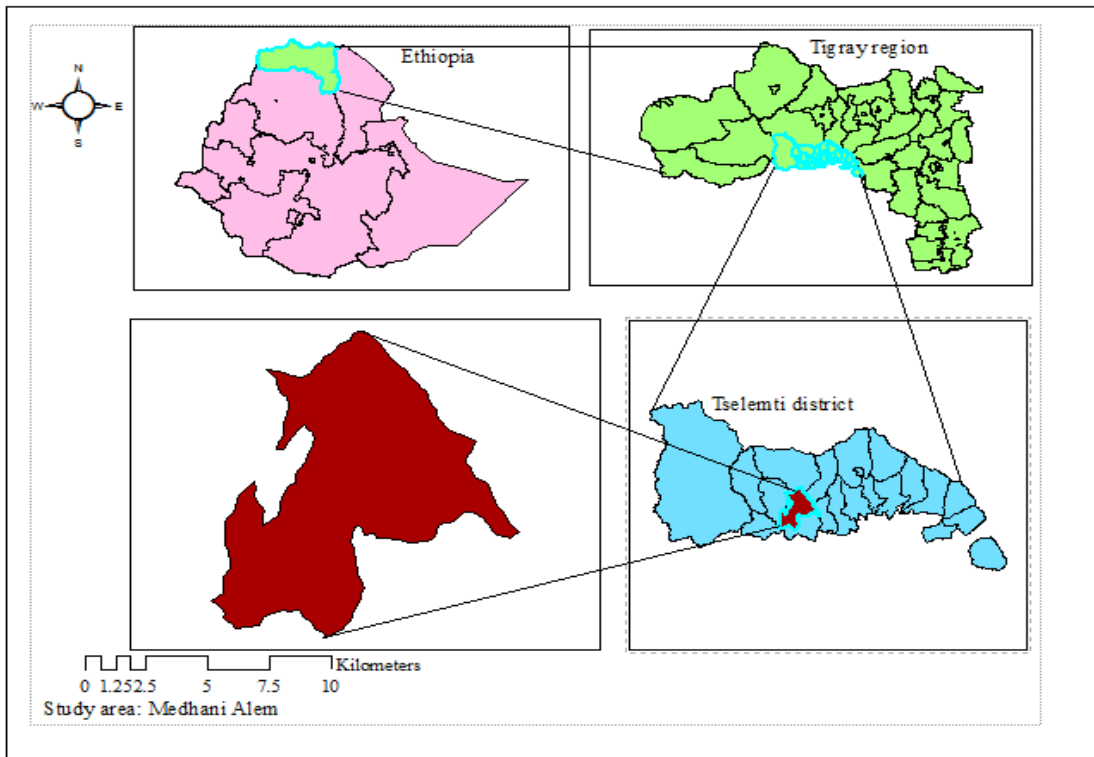 Ethiopia
Tigray region
N
W E
S
Tselemti district
Kilometers
0 1.252.5 5 7.5 10
Study area: Medhani Alem